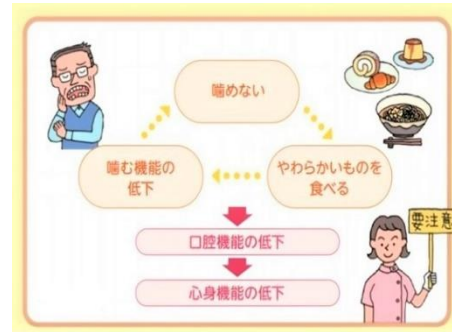 噛めない
噛む機能の
低下
やわらかいものを
食べる
口腔機能の低下
心身機能の低下
要注意